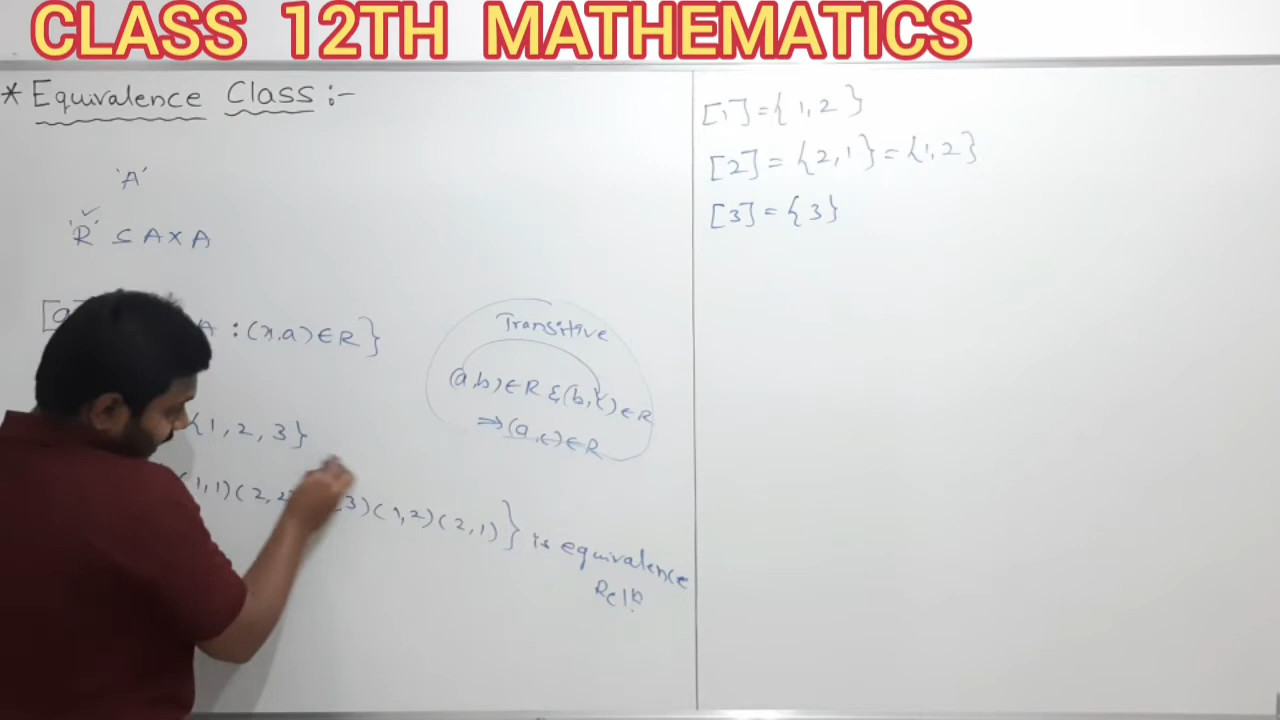 CLASS 12TH MATHEMATICS
* Equivalence Class :-
'A'
'R' ⊆ A × A
[a] A : (x,a) ∈ R }
{1, 2, 3}
(1,1) (2,2) 3) (1,2) (2,1) } is equivalence
Transitive
(a,b) ∈ R & (b,c) ∈ R
⇒ (a,c) ∈ R
[1] = { 1, 2 }
[2] = {2, 1} = {1, 2}
[3] = { 3 }